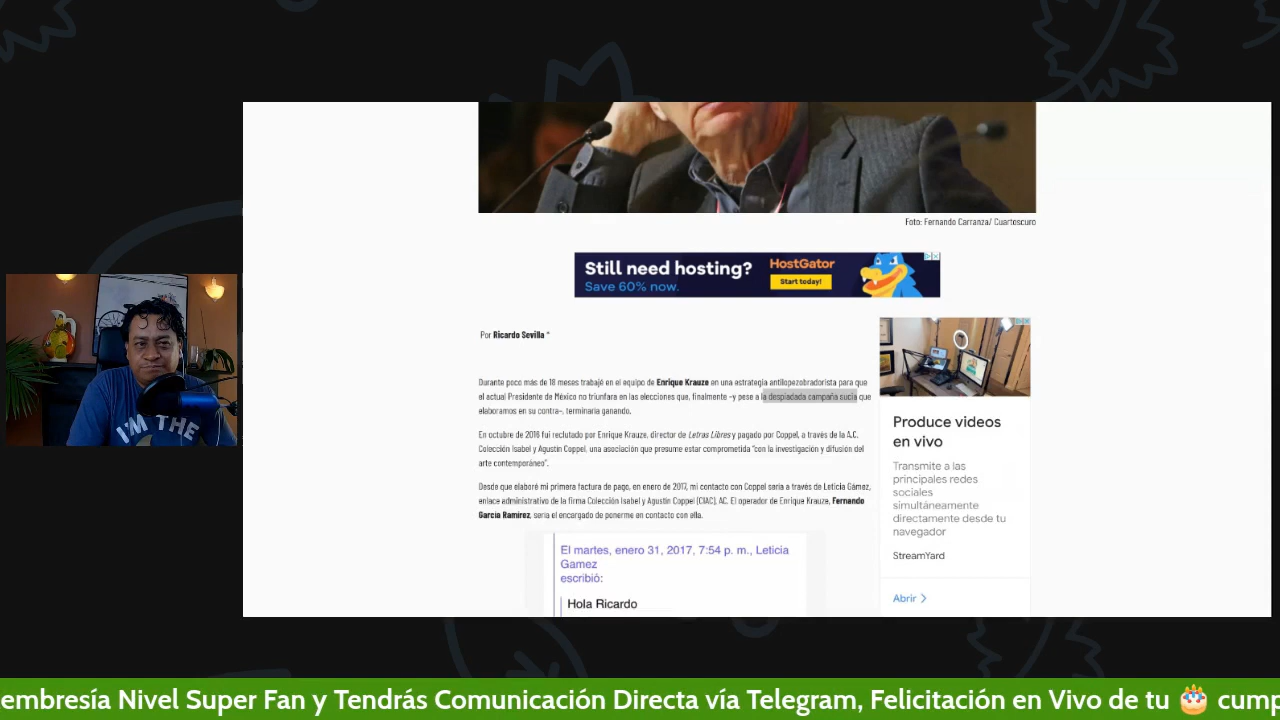 Foto: Fernando Carranza/ Cuartoscuro
Still need hosting?
Save 60% now.
HostGator
Start today!
Por Ricardo Sevilla *
Durante poco más de 18 meses trabajé en el equipo de Enrique Krauze en una estrategia antilopezobradorista para que
el actual Presidente de México no triunfara en las elecciones que, finalmente –y pese a la despiadada campaña sucia que
elaboramos en su contra–, terminaría ganando.
En octubre de 2016 fui reclutado por Enrique Krauze, director de Letras Libres y pagado por Coppel, a través de la A.C.
Colección Isabel y Agustín Coppel, una asociación que presume estar comprometida "con la investigación y difusión del
arte contemporáneo".
Desde que elaboré mi primera factura de pago, en enero de 2017, mi contacto con Coppel sería a través de Leticia Gámez,
enlace administrativo de la firma Colección Isabel y Agustín Coppel (CIAC), AC. El operador de Enrique Krauze, Fernando
García Ramírez, sería el encargado de ponerme en contacto con ella.
El martes, enero 31, 2017, 7:54 p. m., Leticia
Gamez
escribió:
Hola Ricardo
Produce videos
en vivo
Transmite a las
principales redes
sociales
simultáneamente
directamente desde tu
navegador
StreamYard
Abrir >
I'M THE
embresía Nivel Super Fan y Tendrás Comunicación Directa vía Telegram, Felicitación en Vivo de tu 🎂 cump